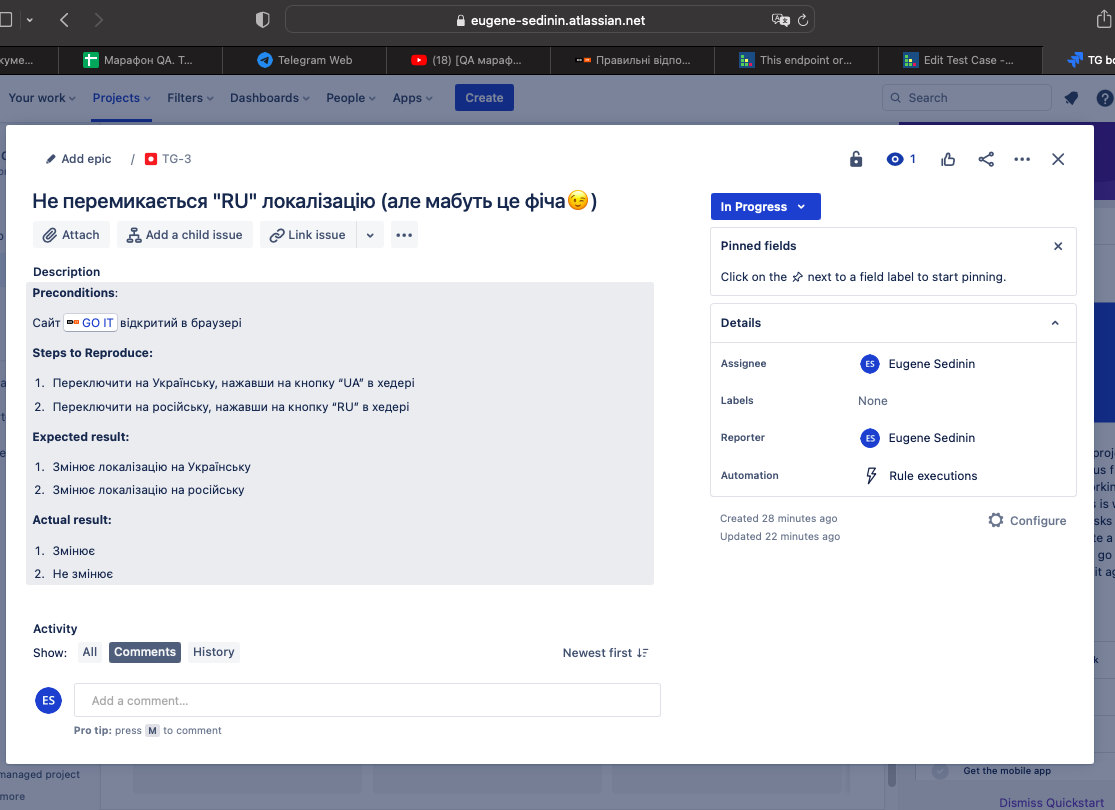 eugene-sedinin.atlassian.net
куме...
Марафон QA. Т...
Telegram Web
(18) [QA мараф...
Правильні відпо...
This endpoint or...
Edit Test Case -...
TG bo
Your work
Projects
Filters
Dashboards
People
Apps
Create
Search
Add epic
/
TG-3
1
Не перемикається "RU" локалізацію (але мабуть це фіча😉)
Attach
Add a child issue
Link issue
In Progress
Pinned fields
Click on the next to a field label to start pinning.
Description
Preconditions:
Сайт GO IT відкритий в браузері
Steps to Reproduce:
1. Переключити на Українську, нажавши на кнопку “UA” в хедері
2. Переключити на російську, нажавши на кнопку “RU” в хедері
Expected result:
1. Змінює локалізацію на Українську
2. Змінює локалізацію на російську
Actual result:
1. Змінює
2. Не змінює
Details
Assignee
ES Eugene Sedinin
Labels
None
Reporter
ES Eugene Sedinin
Automation
Rule executions
Created 28 minutes ago
Updated 22 minutes ago
Configure
Activity
Show:
All
Comments
History
Newest first
ES
Add a comment...
Pro tip: press M to comment
managed project
more
Get the mobile app
Dismiss Quickstart